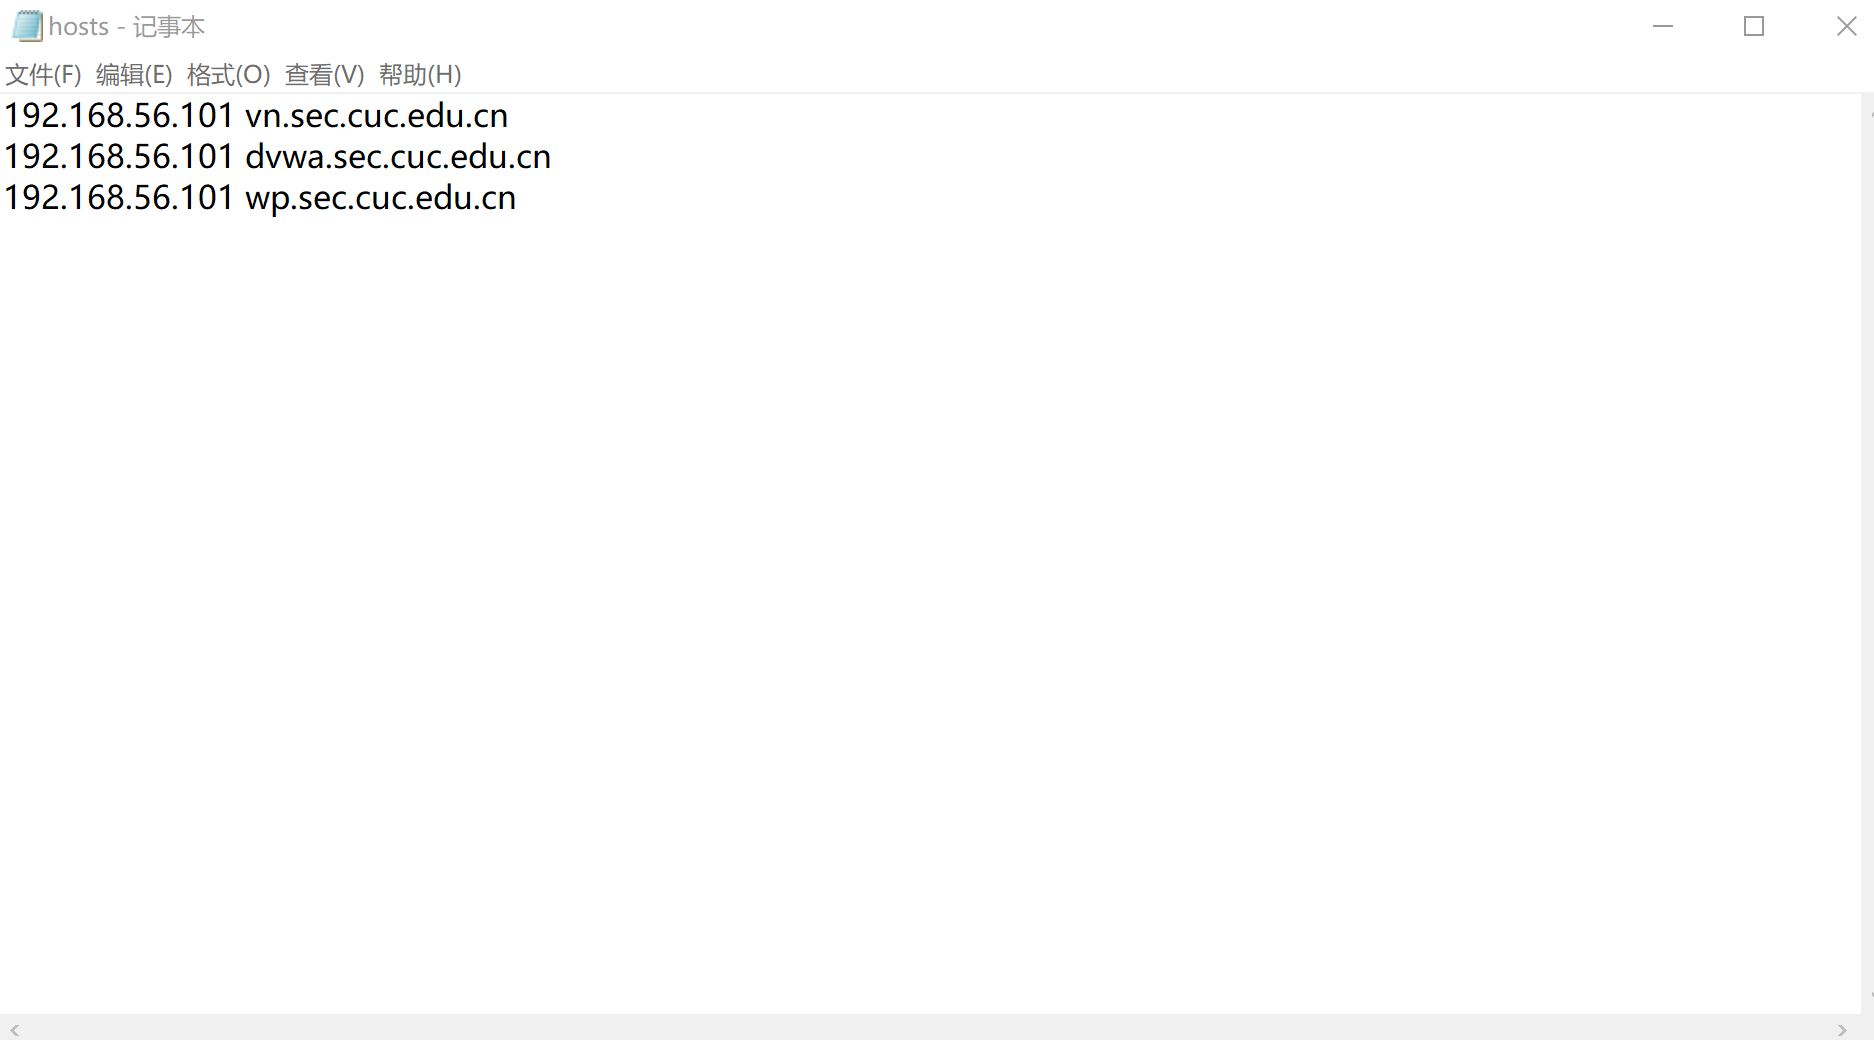 hosts - 记事本
文件(F) 编辑(E) 格式(O) 查看(V) 帮助(H)
192.168.56.101 vn.sec.cuc.edu.cn
192.168.56.101 dvwa.sec.cuc.edu.cn
192.168.56.101 wp.sec.cuc.edu.cn